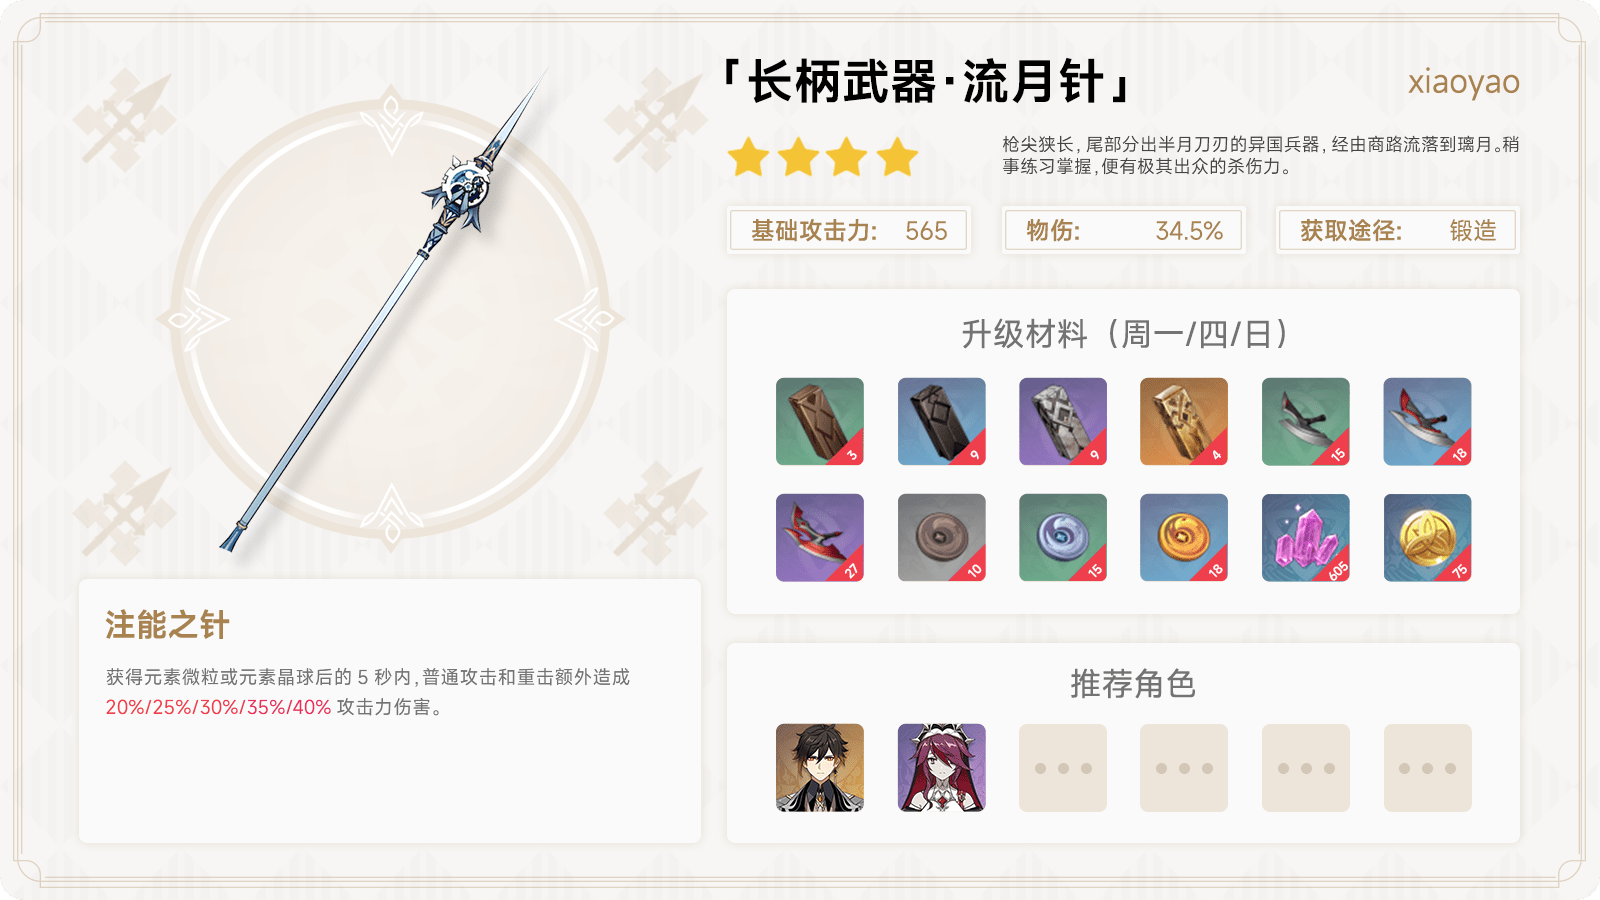 「长柄武器·流月针」
xiaoyao
枪尖狭长，尾部分出半月刀刃的异国兵器，经由商路流落到璃月。稍
事练习掌握，便有极其出众的杀伤力。
基础攻击力: 565
物伤: 34.5%
获取途径: 锻造
升级材料（周一/四/日）
3
9
9
4
15
18
27
10
15
18
605
75
注能之针
获得元素微粒或元素晶球后的 5 秒内，普通攻击和重击额外造成
20%/25%/30%/35%/40% 攻击力伤害。
推荐角色